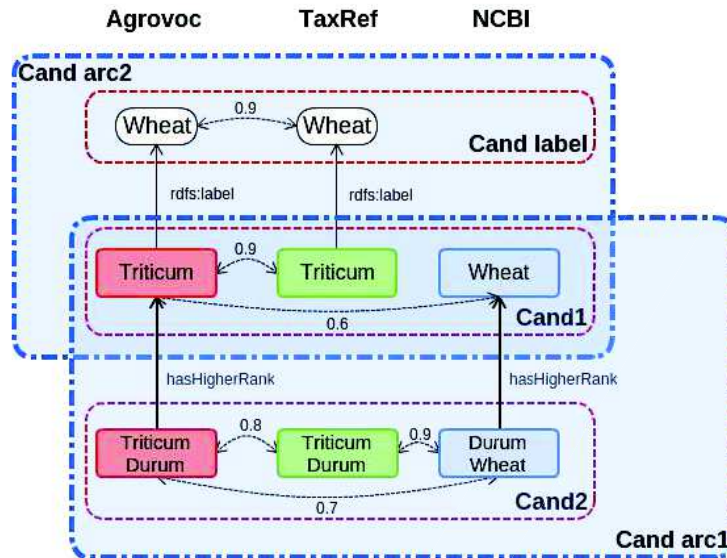 Agrovoc TaxRef NCBI
Cand arc2
0.9
Wheat Wheat
Cand label
rdfs:label rdfs:label
0.9
Triticum Triticum Wheat
0.6
Cand1
hasHigherRank hasHigherRank
0.8 0.9
Triticum
Durum
Triticum
Durum
Durum
Wheat
0.7
Cand2
Cand arc1